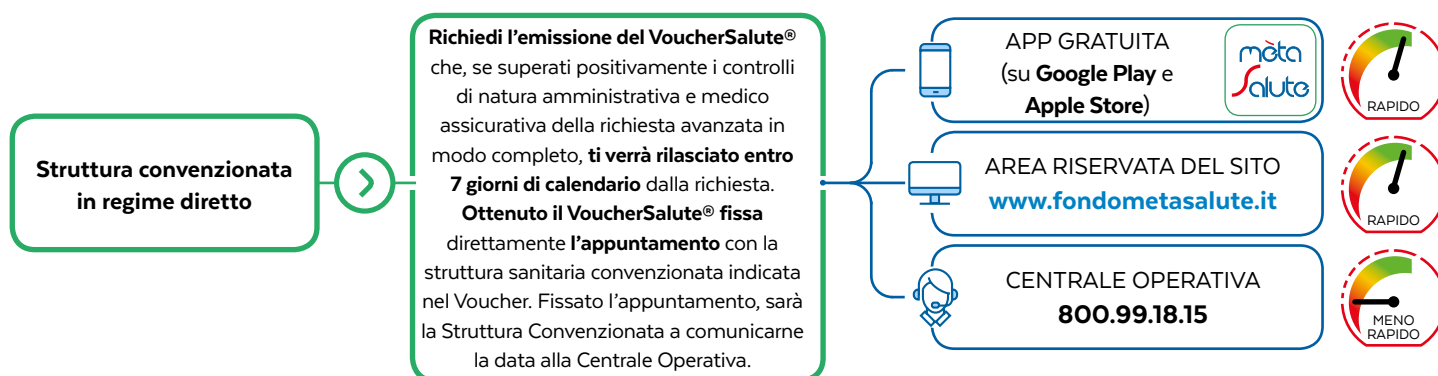 Struttura convenzionata
in regime diretto
Richiedi l'emissione del VoucherSalute®
che, se superati positivamente i controlli
di natura amministrativa e medico
assicurativa della richiesta avanzata in
modo completo, ti verrà rilasciato entro
7 giorni di calendario dalla richiesta.
Ottenuto il VoucherSalute® fissa
direttamente l'appuntamento con la
struttura sanitaria convenzionata indicata
nel Voucher. Fissato l'appuntamento, sarà
la Struttura Convenzionata a comunicarne
la data alla Centrale Operativa.
APP GRATUITA
(su Google Play e
Apple Store)
mèta
Salute
RAPIDO
AREA RISERVATA DEL SITO
www.fondometasalute.it
RAPIDO
CENTRALE OPERATIVA
800.99.18.15
MENO
RAPIDO